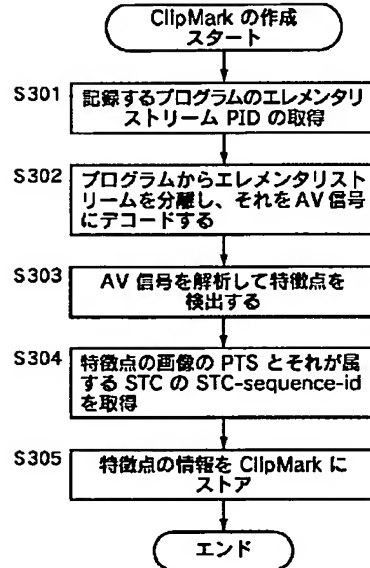 ClipMark の作成
スタート
S301
記録するプログラムのエレメンタリ
ストリーム PID の取得
S302
プログラムからエレメンタリスト
リームを分離し、それを AV 信号
にデコードする
S303
AV 信号を解析して特徴点を
検出する
S304
特徴点の画像の PTS とそれが属
する STC の STC-sequence-id
を取得
S305
特徴点の情報を ClipMark に
ストア
エンド